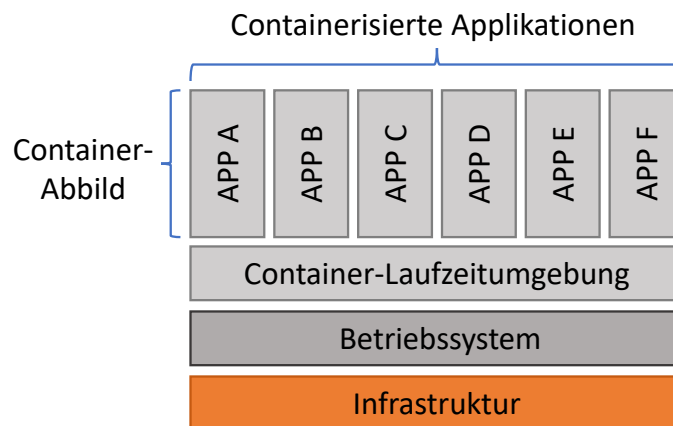 Containerisierte Applikationen
Container-
Abbild
APP A
APP B
APP C
APP D
APP E
APP F
Container-Laufzeitumgebung
Betriebssystem
Infrastruktur